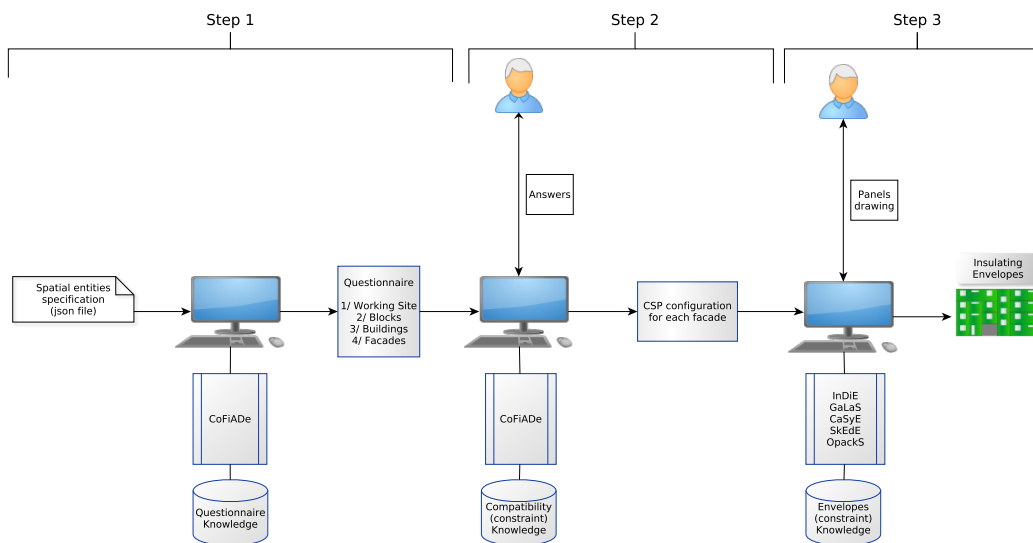 Step 1
Step 2
Step 3
Answers
Panels
drawing
Spatial entities
specification
(json file)
Questionnaire
1/ Working Site
2/ Blocks
3/ Buildings
4/ Facades
CSP configuration
for each facade
Insulating
Envelopes
CoFiADe
CoFiADe
InDiE
GaLaS
CaSyE
SkEdE
OpackS
Questionnaire
Knowledge
Compatibility
(constraint)
Knowledge
Envelopes
(constraint)
Knowledge